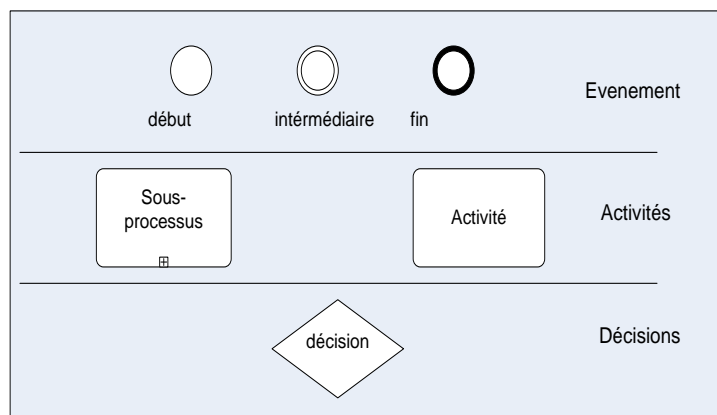 Evenement
début
intérmédiaire
fin
Sous-
processus
Activité
Activités
décision
Décisions